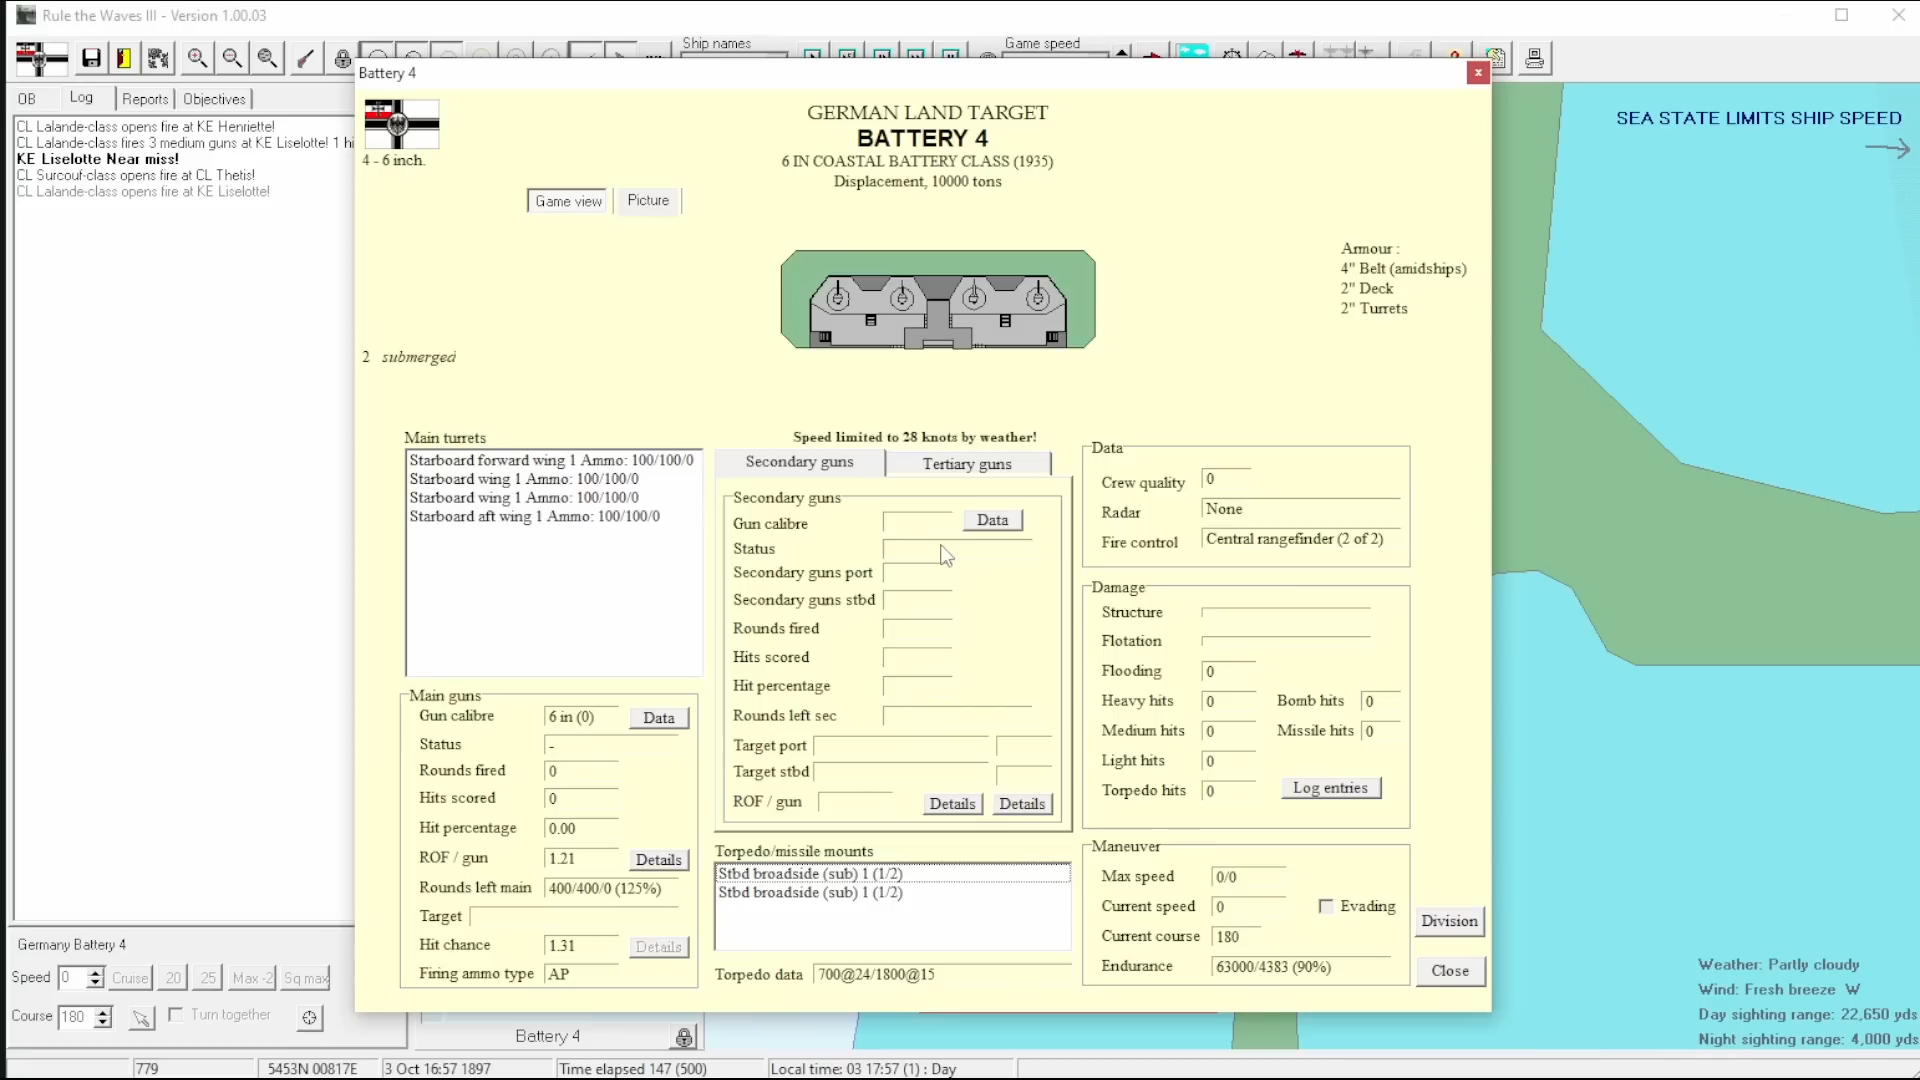 Rule the Waves III - Version 1.00.03
Ship names
Game speed
OB
Log
Reports
Objectives
CL Lalande-class opens fire at KE Henriette!
CL Lalande-class fires 3 medium guns at KE Liselotte! 1 hi
KE Liselotte Near miss!
CL Surcouf-class opens fire at CL Thetis!
CL Lalande-class opens fire at KE Liselotte!
Battery 4
GERMAN LAND TARGET
BATTERY 4
6 IN COASTAL BATTERY CLASS (1935)
Displacement, 10000 tons
4 - 6 inch.
Game view
Picture
Armour :
4" Belt (amidships)
2" Deck
2" Turrets
2 submerged
Speed limited to 28 knots by weather!
Main turrets
Starboard forward wing 1 Ammo: 100/100/0
Starboard wing 1 Ammo: 100/100/0
Starboard wing 1 Ammo: 100/100/0
Starboard aft wing 1 Ammo: 100/100/0
Main guns
Gun calibre 6 in (0) Data
Status -
Rounds fired 0
Hits scored 0
Hit percentage 0.00
ROF / gun 1.21 Details
Rounds left main 400/400/0 (125%)
Target
Hit chance 1.31 Details
Firing ammo type AP
Secondary guns
Tertiary guns
Secondary guns
Gun calibre Data
Status
Secondary guns port
Secondary guns stbd
Rounds fired
Hits scored
Hit percentage
Rounds left sec
Target port
Target stbd
ROF / gun Details Details
Torpedo/missile mounts
Stbd broadside (sub) 1 (1/2)
Stbd broadside (sub) 1 (1/2)
Torpedo data 700@24/1800@15
Data
Crew quality 0
Radar None
Fire control Central rangefinder (2 of 2)
Damage
Structure
Flotation
Flooding 0
Heavy hits 0 Bomb hits 0
Medium hits 0 Missile hits 0
Light hits 0
Torpedo hits 0 Log entries
Maneuver
Max speed 0/0
Current speed 0 Evading
Current course 180
Endurance 63000/4383 (90%)
Division
Close
SEA STATE LIMITS SHIP SPEED
Weather: Partly cloudy
Wind: Fresh breeze W
Day sighting range: 22,650 yds
Night sighting range: 4,000 yds
Germany Battery 4
Speed 0 Cruise 20 25 Max -2 Sq max
Course 180 Turn together
Battery 4
779
5453N 00817E
3 Oct 16:57 1897
Time elapsed 147 (500)
Local time: 03 17:57 (1) : Day